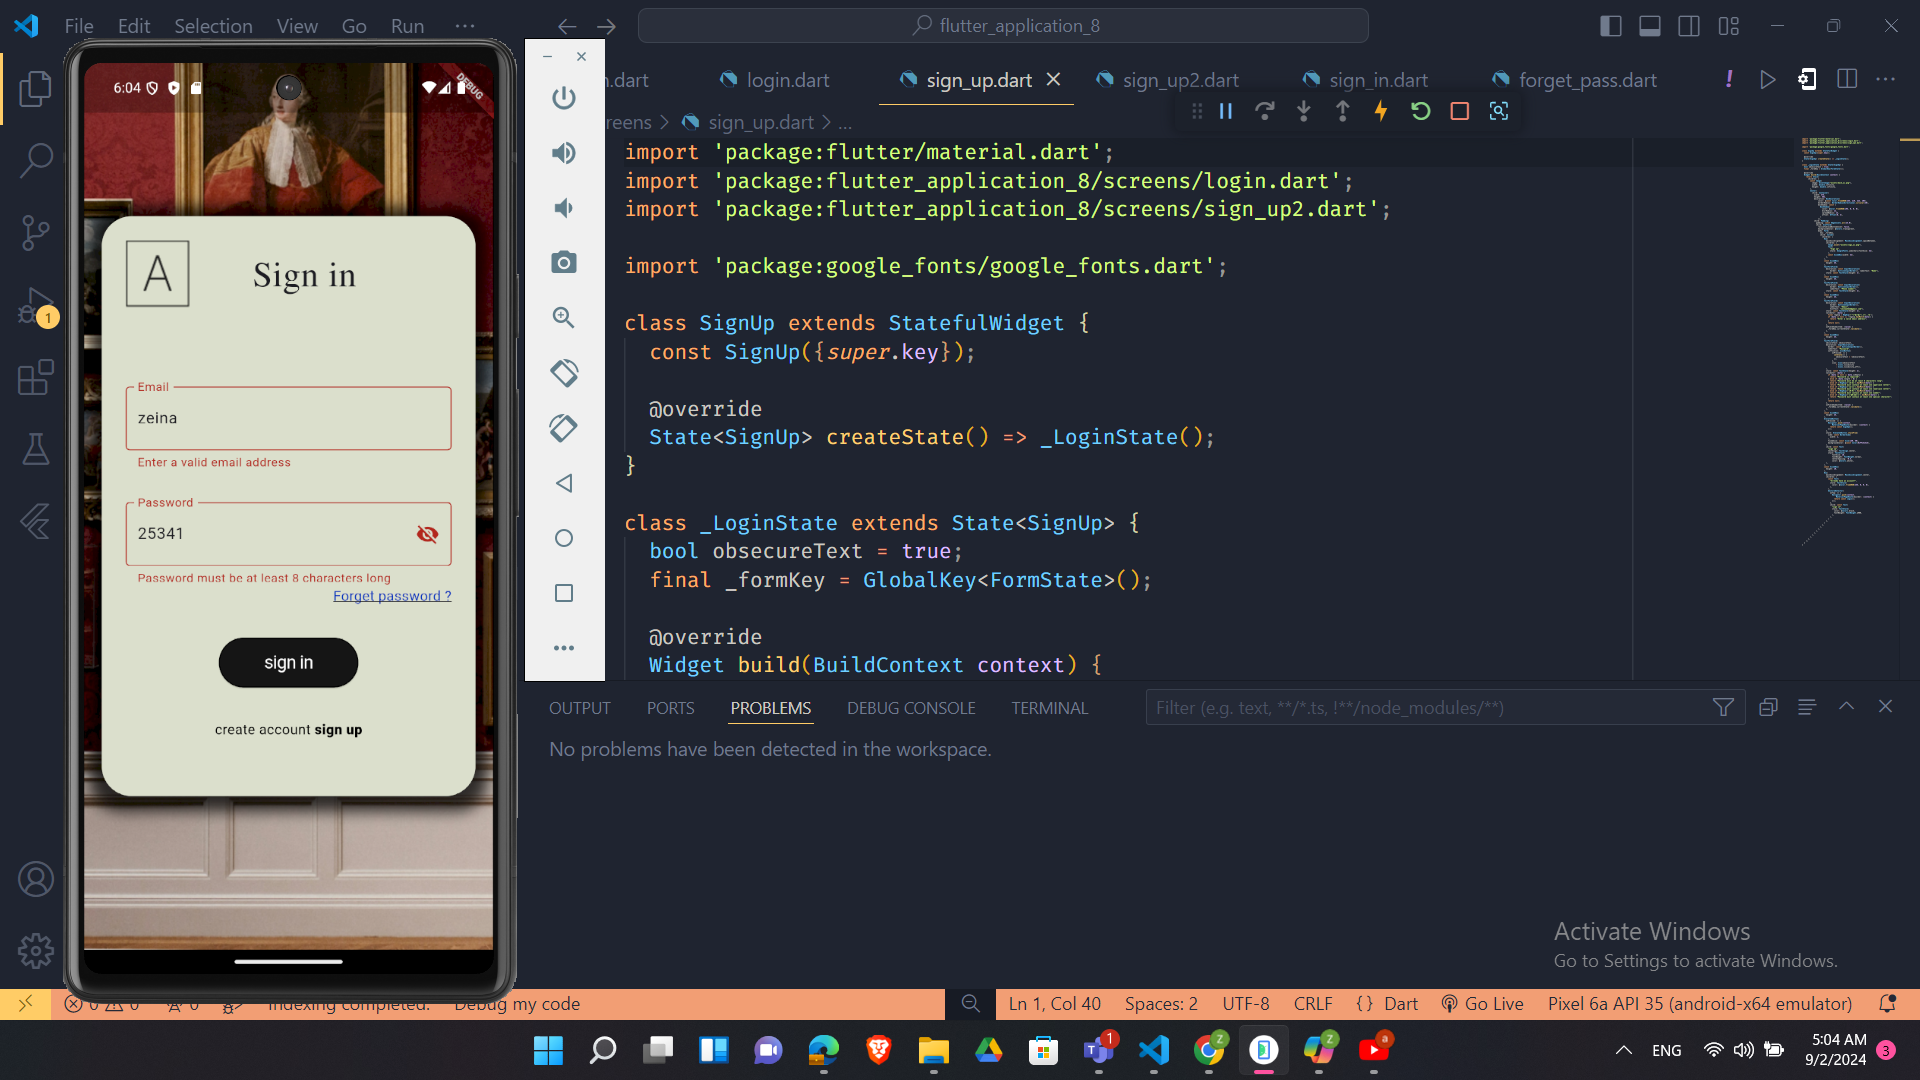 File Edit Selection View Go Run ...
flutter_application_8
n.dart login.dart sign_up.dart sign_up2.dart sign_in.dart forget_pass.dart
reens > sign_up.dart > ...
6:04
DEBUG
A
Sign in
Email
zeina
Enter a valid email address
Password
25341
Password must be at least 8 characters long
Forget password ?
sign in
create account sign up
import 'package:flutter/material.dart';
import 'package:flutter_application_8/screens/login.dart';
import 'package:flutter_application_8/screens/sign_up2.dart';
import 'package:google_fonts/google_fonts.dart';
class SignUp extends StatefulWidget {
const SignUp({super.key});
@override
State<SignUp> createState() => _LoginState();
}
class _LoginState extends State<SignUp> {
bool obsecureText = true;
final _formKey = GlobalKey<FormState>();
@override
Widget build(BuildContext context) {
OUTPUT PORTS PROBLEMS DEBUG CONSOLE TERMINAL
Filter (e.g. text, **/*.ts, !**/node_modules/**)
No problems have been detected in the workspace.
Activate Windows
Go to Settings to activate Windows.
1
0 0 0 Indexing completed. Debug my code
Ln 1, Col 40 Spaces: 2 UTF-8 CRLF {} Dart Go Live Pixel 6a API 35 (android-x64 emulator)
1 Z Z a
ENG
5:04 AM
9/2/2024
3